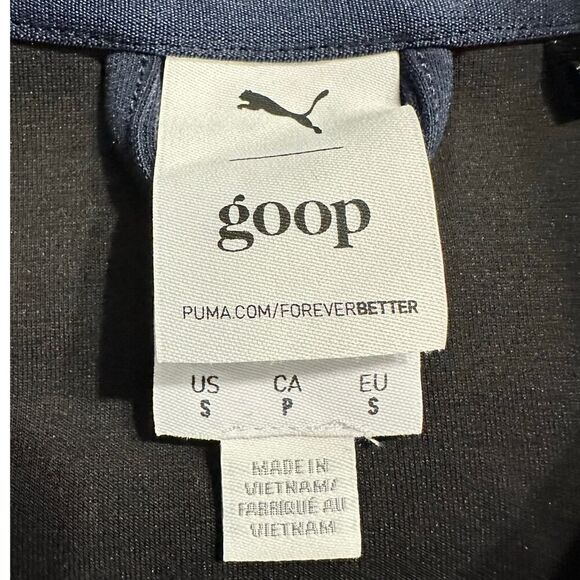 goop
PUMA.COM/FOREVERBETTER
US CA EU
S P S
MADE IN
VIETNAM/
FABRIQUÉ AU
VIETNAM